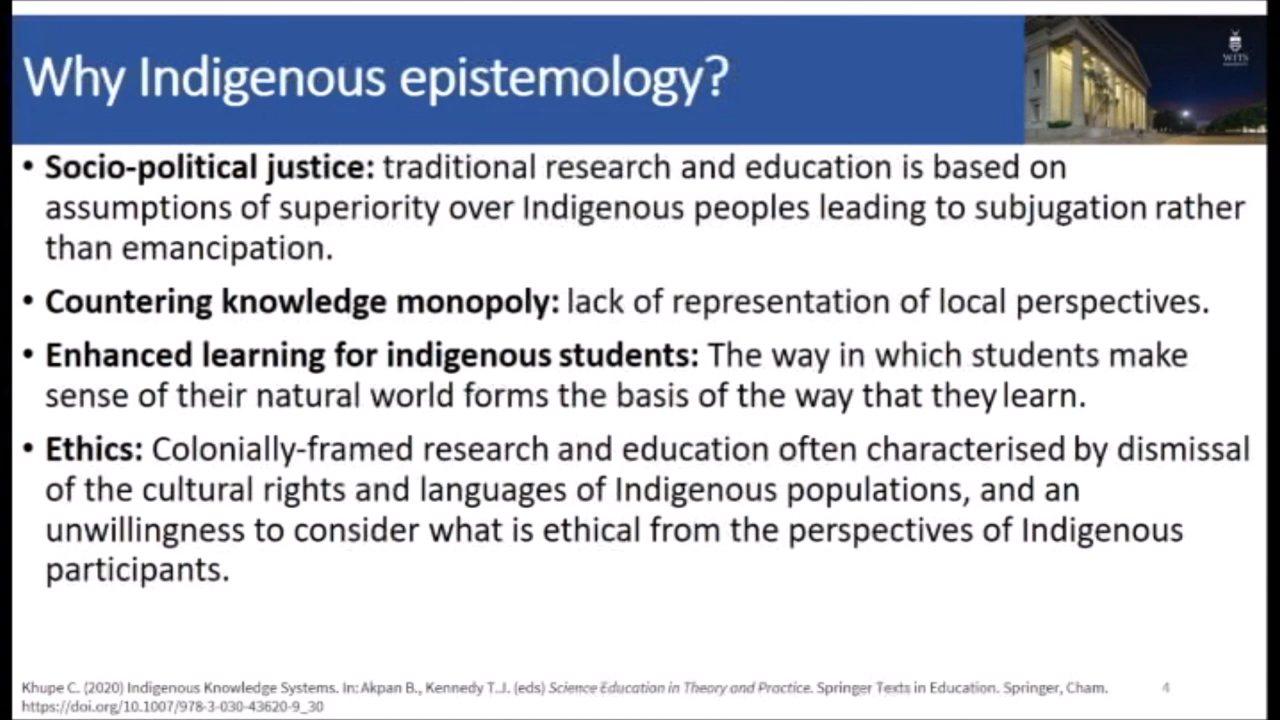 Why Indigenous epistemology?
WITS
UNIVERSITY
• Socio-political justice: traditional research and education is based on
assumptions of superiority over Indigenous peoples leading to subjugation rather
than emancipation.
• Countering knowledge monopoly: lack of representation of local perspectives.
• Enhanced learning for indigenous students: The way in which students make
sense of their natural world forms the basis of the way that they learn.
• Ethics: Colonially-framed research and education often characterised by dismissal
of the cultural rights and languages of Indigenous populations, and an
unwillingness to consider what is ethical from the perspectives of Indigenous
participants.
Khupe C. (2020) Indigenous Knowledge Systems. In: Akpan B., Kennedy T.J. (eds) Science Education in Theory and Practice. Springer Texts in Education. Springer, Cham.
https://doi.org/10.1007/978-3-030-43620-9_30
4